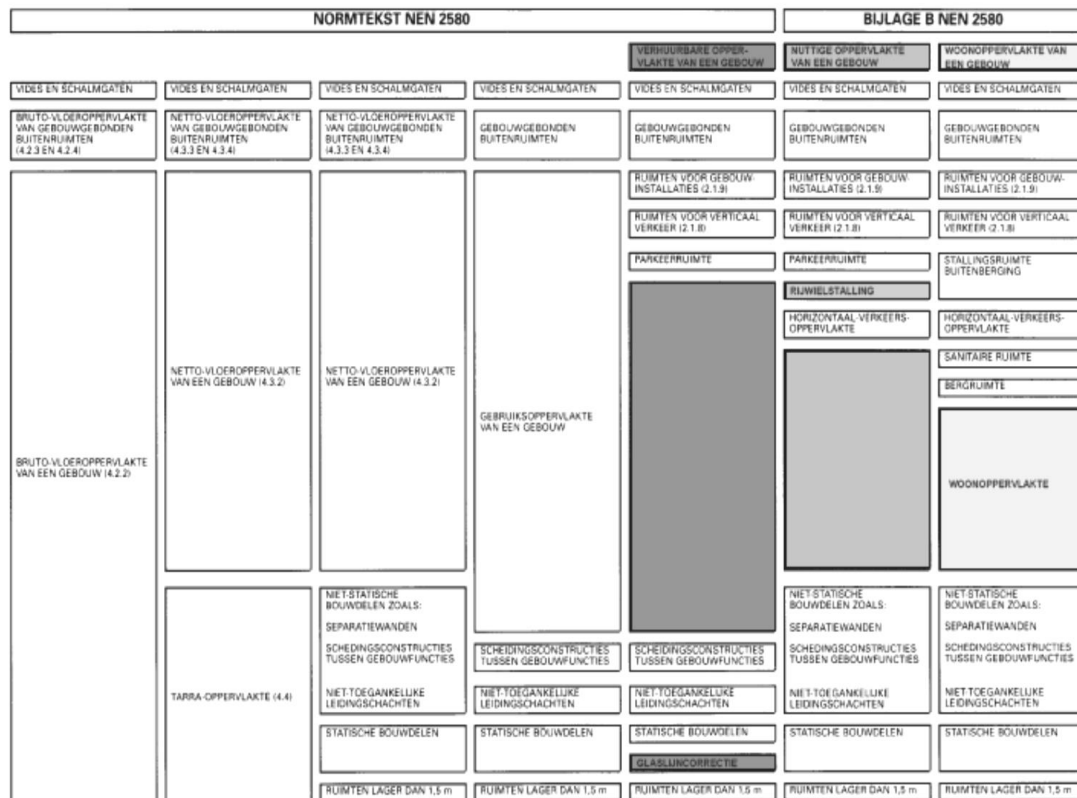 NORMTEKST NEN 2580
BIJLAGE B NEN 2580
VIDES EN SCHALMGATEN
BRUTO-VLOEROPPERVLAKTE
VAN GEBOUWGEBONDEN
BUITENRUIMTEN
(4.2.3 EN 4.2.4)
BRUTO-VLOEROPPERVLAKTE
VAN EEN GEBOUW (4.2.2)
VIDES EN SCHALMGATEN
NETTO-VLOEROPPERVLAKTE
VAN GEBOUWGEBONDEN
BUITENRUIMTEN
(4.3.3 EN 4.3.4)
NETTO-VLOEROPPERVLAKTE
VAN EEN GEBOUW (4.3.2)
TARRA-OPPERVLAKTE (4.4)
VIDES EN SCHALMGATEN
NETTO-VLOEROPPERVLAKTE
VAN GEBOUWGEBONDEN
BUITENRUIMTEN
(4.3.3 EN 4.3.4)
NETTO-VLOEROPPERVLAKTE
VAN EEN GEBOUW (4.3.2)
NIET-STATISCHE
BOUWDELEN ZOALS:
SEPARATIEWANDEN
SCHEDINGSCONSTRUCTIES
TUSSEN GEBOUWFUNCTIES
NIET-TOEGANKELIJKE
LEIDINGSCHACHTEN
STATISCHE BOUWDELEN
RUIMTEN LAGER DAN 1,5 m
VIDES EN SCHALMGATEN
GEBOUWGEBONDEN
BUITENRUIMTEN
GEBRUIKSOPPERVLAKTE
VAN EEN GEBOUW
SCHEIDINGSCONSTRUCTIES
TUSSEN GEBOUWFUNCTIES
NIET-TOEGANKELIJKE
LEIDINGSCHACHTEN
STATISCHE BOUWDELEN
RUIMTEN LAGER DAN 1,5 m
VERHUURBARE OPPER-
VLAKTE VAN EEN GEBOUW
VIDES EN SCHALMGATEN
GEBOUWGEBONDEN
BUITENRUIMTEN
RUIMTEN VOOR GEBOUW-
INSTALLATIES (2.1.9)
RUIMTEN VOOR VERTICAAL
VERKEER (2.1.8)
PARKEERRUIMTE
SCHEIDINGSCONSTRUCTIES
TUSSEN GEBOUWFUNCTIES
NIET-TOEGANKELIJKE
LEIDINGSCHACHTEN
STATISCHE BOUWDELEN
GLASLIJNCORRECTIE
RUIMTEN LAGER DAN 1,5 m
NUTTIGE OPPERVLAKTE
VAN EEN GEBOUW
VIDES EN SCHALMGATEN
GEBOUWGEBONDEN
BUITENRUIMTEN
RUIMTEN VOOR GEBOUW-
INSTALLATIES (2.1.9)
RUIMTEN VOOR VERTICAAL
VERKEER (2.1.8)
PARKEERRUIMTE
RIJWIELSTALLING
HORIZONTAAL-VERKEERS-
OPPERVLAKTE
NIET-STATISCHE
BOUWDELEN ZOALS:
SEPARATIEWANDEN
SCHEDINGSCONSTRUCTIES
TUSSEN GEBOUWFUNCTIES
NIET-TOEGANKELIJKE
LEIDINGSCHACHTEN
STATISCHE BOUWDELEN
RUIMTEN LAGER DAN 1,5 m
WOONOPPERVLAKTE VAN
EEN GEBOUW
VIDES EN SCHALMGATEN
GEBOUWGEBONDEN
BUITENRUIMTEN
RUIMTEN VOOR GEBOUW-
INSTALLATIES (2.1.9)
RUIMTEN VOOR VERTICAAL
VERKEER (2.1.8)
STALLINGSRUIMTE
BUITENBERGING
HORIZONTAAL-VERKEERS-
OPPERVLAKTE
SANITAIRE RUIMTE
BERGRUIMTE
WOONOPPERVLAKTE
NIET-STATISCHE
BOUWDELEN ZOALS:
SEPARATIEWANDEN
SCHEDINGSCONSTRUCTIES
TUSSEN GEBOUWFUNCTIES
NIET-TOEGANKELIJKE
LEIDINGSCHACHTEN
STATISCHE BOUWDELEN
RUIMTEN LAGER DAN 1,5 m